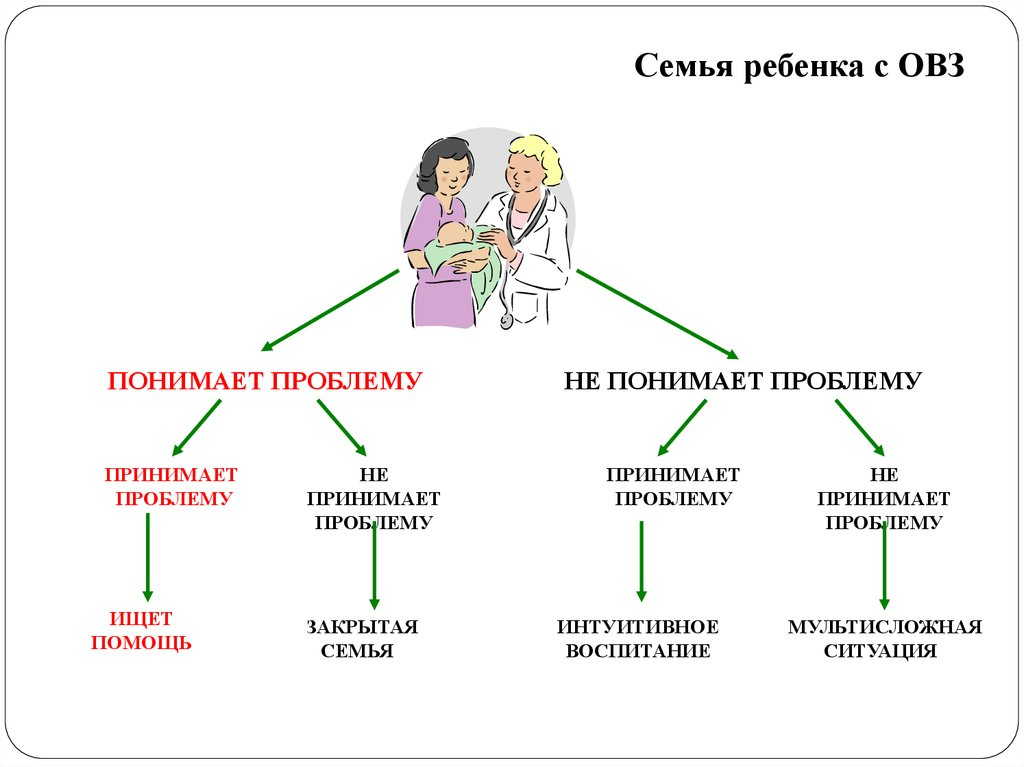 Семья ребенка с ОВЗ
ПОНИМАЕТ ПРОБЛЕМУ
НЕ ПОНИМАЕТ ПРОБЛЕМУ
ПРИНИМАЕТ
ПРОБЛЕМУ
НЕ
ПРИНИМАЕТ
ПРОБЛЕМУ
ПРИНИМАЕТ
ПРОБЛЕМУ
НЕ
ПРИНИМАЕТ
ПРОБЛЕМУ
ИЩЕТ
ПОМОЩЬ
ЗАКРЫТАЯ
СЕМЬЯ
ИНТУИТИВНОЕ
ВОСПИТАНИЕ
МУЛЬТИСЛОЖНАЯ
СИТУАЦИЯ